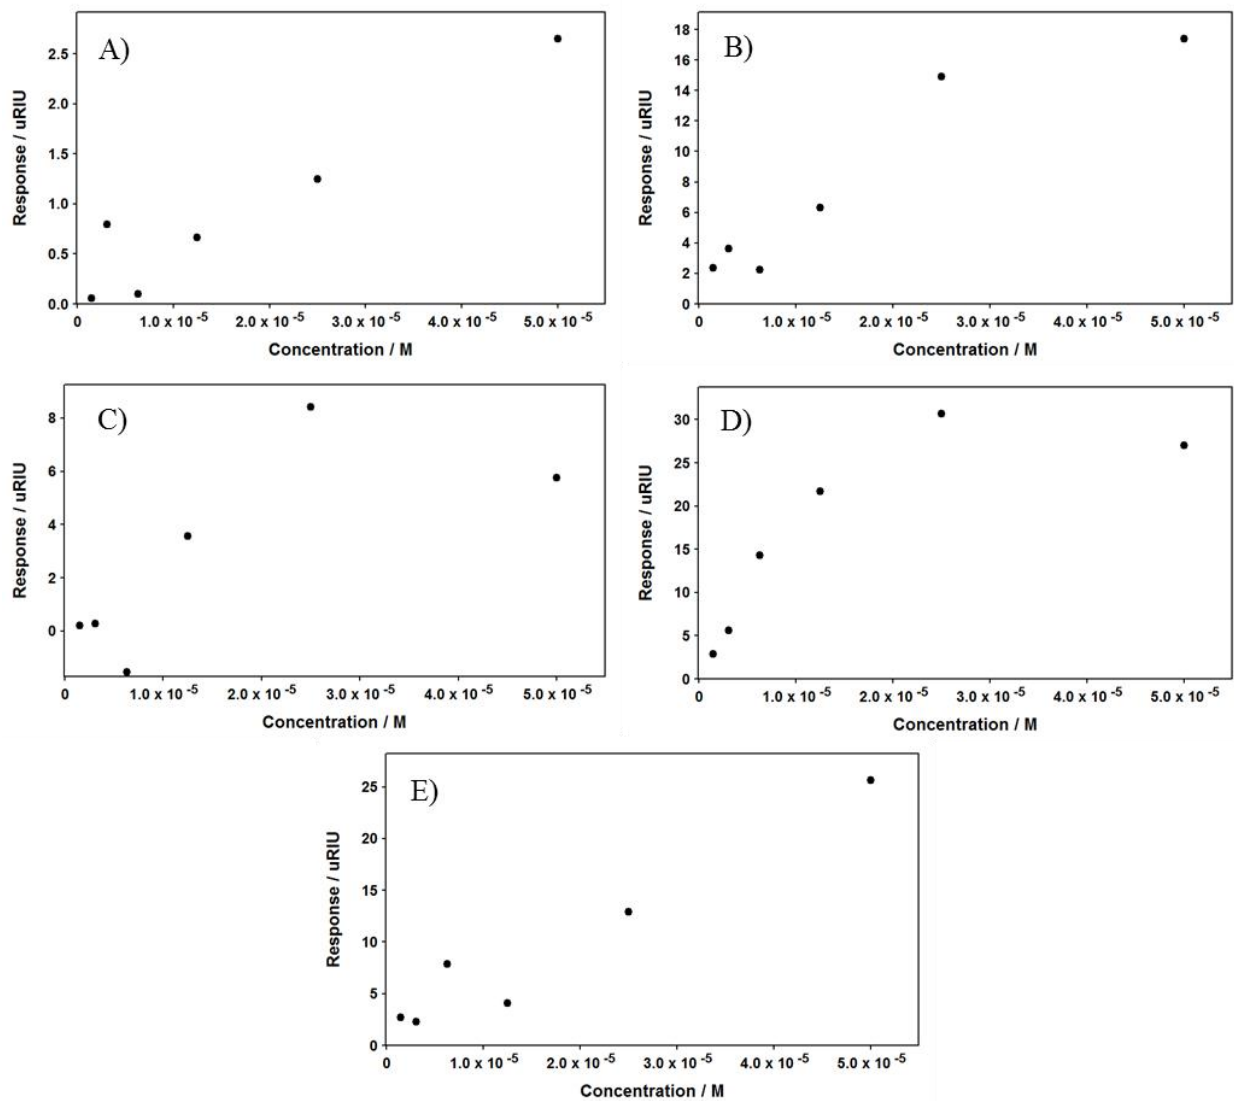 A)
Response / uRIU
2.5
2.0
1.5
1.0
0.5
0.0
0 1.0 x 10 -5 2.0 x 10 -5 3.0 x 10 -5 4.0 x 10 -5 5.0 x 10 -5
Concentration / M
B)
Response / uRIU
18
16
14
12
10
8
6
4
2
0
0 1.0 x 10 -5 2.0 x 10 -5 3.0 x 10 -5 4.0 x 10 -5 5.0 x 10 -5
Concentration / M
C)
Response / uRIU
8
6
4
2
0
0 1.0 x 10 -5 2.0 x 10 -5 3.0 x 10 -5 4.0 x 10 -5 5.0 x 10 -5
Concentration / M
D)
Response / uRIU
30
25
20
15
10
5
0
0 1.0 x 10 -5 2.0 x 10 -5 3.0 x 10 -5 4.0 x 10 -5 5.0 x 10 -5
Concentration / M
E)
Response / uRIU
25
20
15
10
5
0
0 1.0 x 10 -5 2.0 x 10 -5 3.0 x 10 -5 4.0 x 10 -5 5.0 x 10 -5
Concentration / M